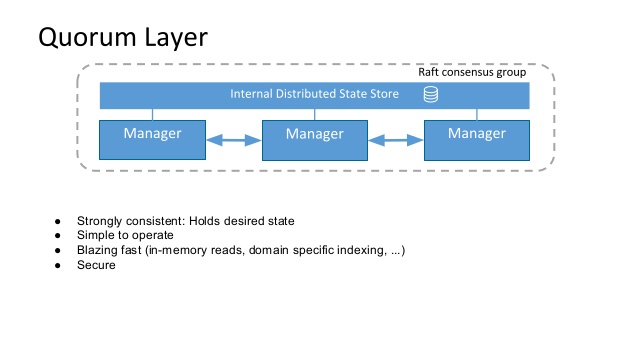 Quorum Layer
Raft consensus group
Internal Distributed State Store
Manager
Manager
Manager
● Strongly consistent: Holds desired state
● Simple to operate
● Blazing fast (in-memory reads, domain specific indexing, ...)
● Secure